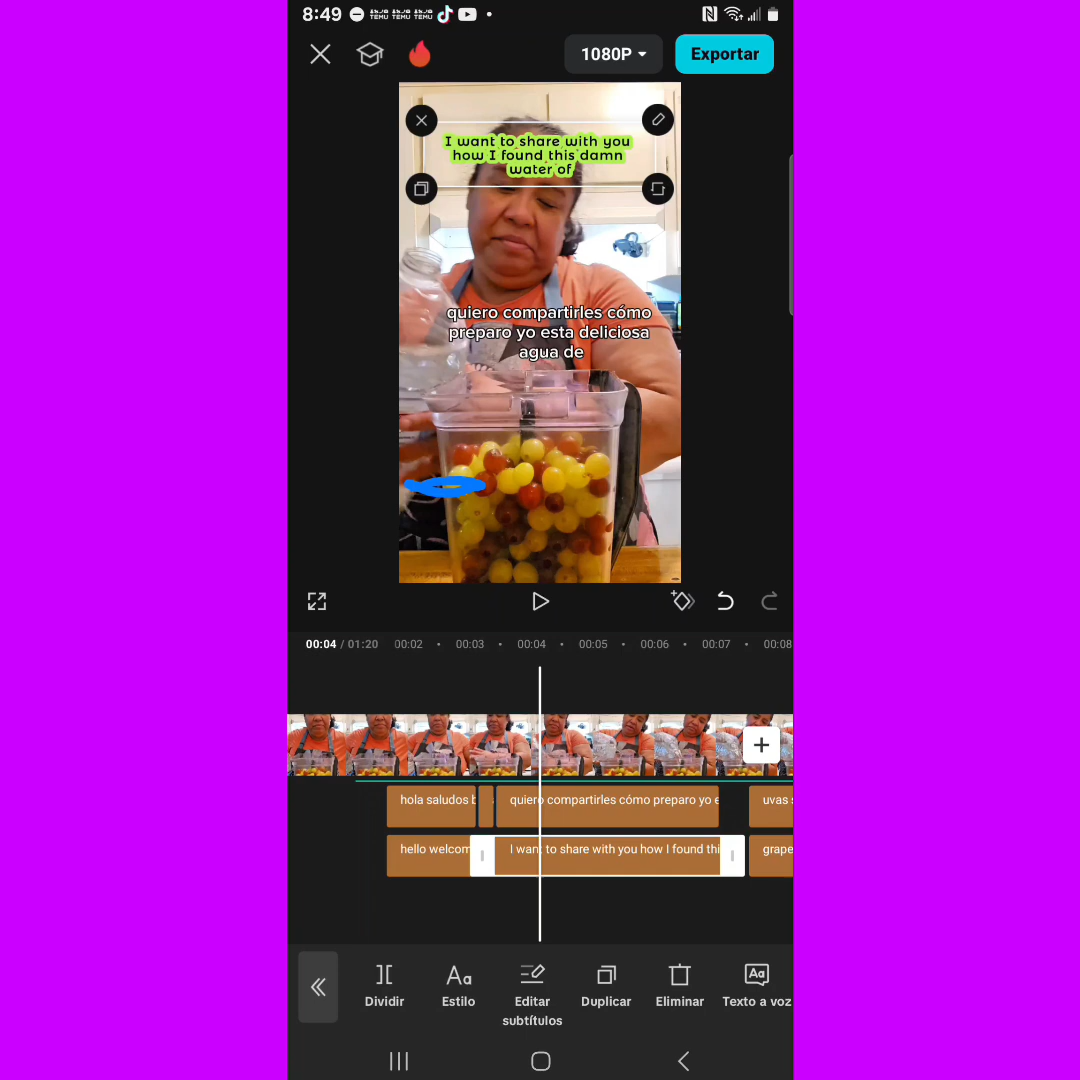 8:49
TEMU TEMU TEMU
1080P
Exportar
I want to share with you
how I found this damn
water of
quiero compartirles cómo
preparo yo esta deliciosa
agua de
00:04 / 01:20
00:02
00:03
00:04
00:05
00:06
00:07
00:08
hola saludos
quiero compartirles cómo preparo yo e
uvas
hello welcom
I want to share with you how I found thi
grape
Dividir
Estilo
Editar
subtítulos
Duplicar
Eliminar
Texto a voz